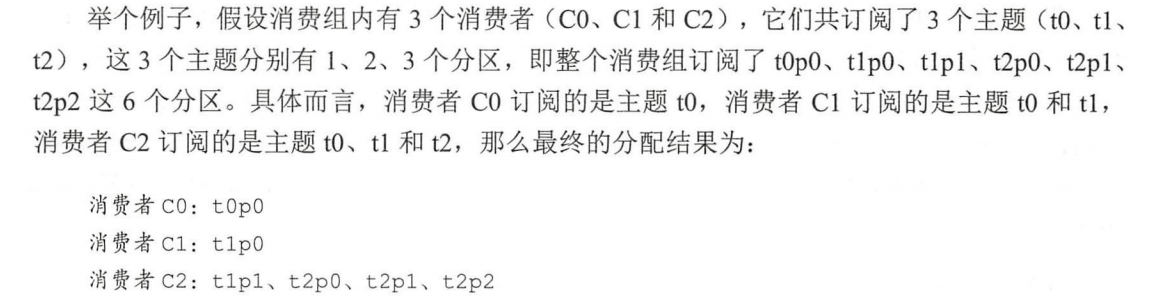 举个例子，假设消费组内有 3 个消费者（C0、C1 和 C2），它们共订阅了 3 个主题（t0、t1、
t2），这 3 个主题分别有 1、2、3 个分区，即整个消费组订阅了 t0p0、t1p0、t1p1、t2p0、t2p1、
t2p2 这 6 个分区。具体而言，消费者 C0 订阅的是主题 t0，消费者 C1 订阅的是主题 t0 和 t1，
消费者 C2 订阅的是主题 t0、t1 和 t2，那么最终的分配结果为：
消费者 C0：t0p0
消费者 C1：t1p0
消费者 C2：t1p1、t2p0、t2p1、t2p2